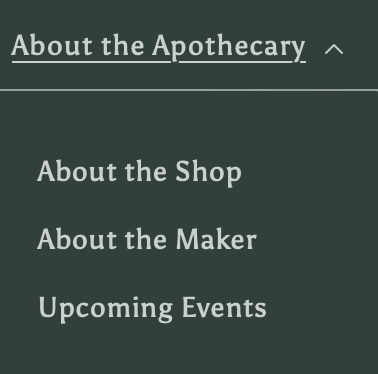 About the Apothecary
About the Shop
About the Maker
Upcoming Events